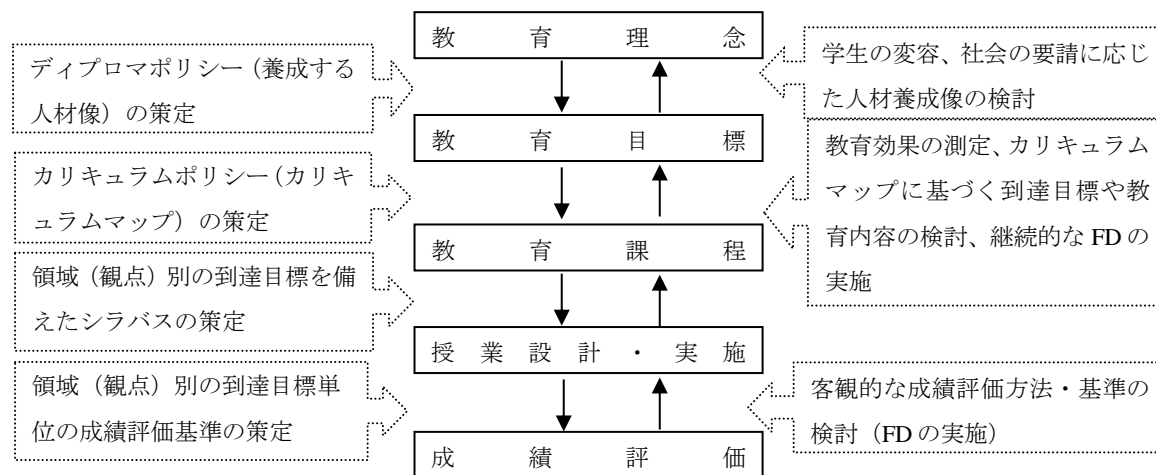 教育理念
ディプロマポリシー（養成する
人材像）の策定
学生の変容、社会の要請に応じ
た人材養成像の検討
教育目標
カリキュラムポリシー（カリキ
ュラムマップ）の策定
教育効果の測定、カリキュラム
マップに基づく到達目標や教
育内容の検討、継続的な FD の
実施
教育課程
領域（観点）別の到達目標を備
えたシラバスの策定
授業設計・実施
領域（観点）別の到達目標単
位の成績評価基準の策定
客観的な成績評価方法・基準の
検討（FD の実施）
成績評価